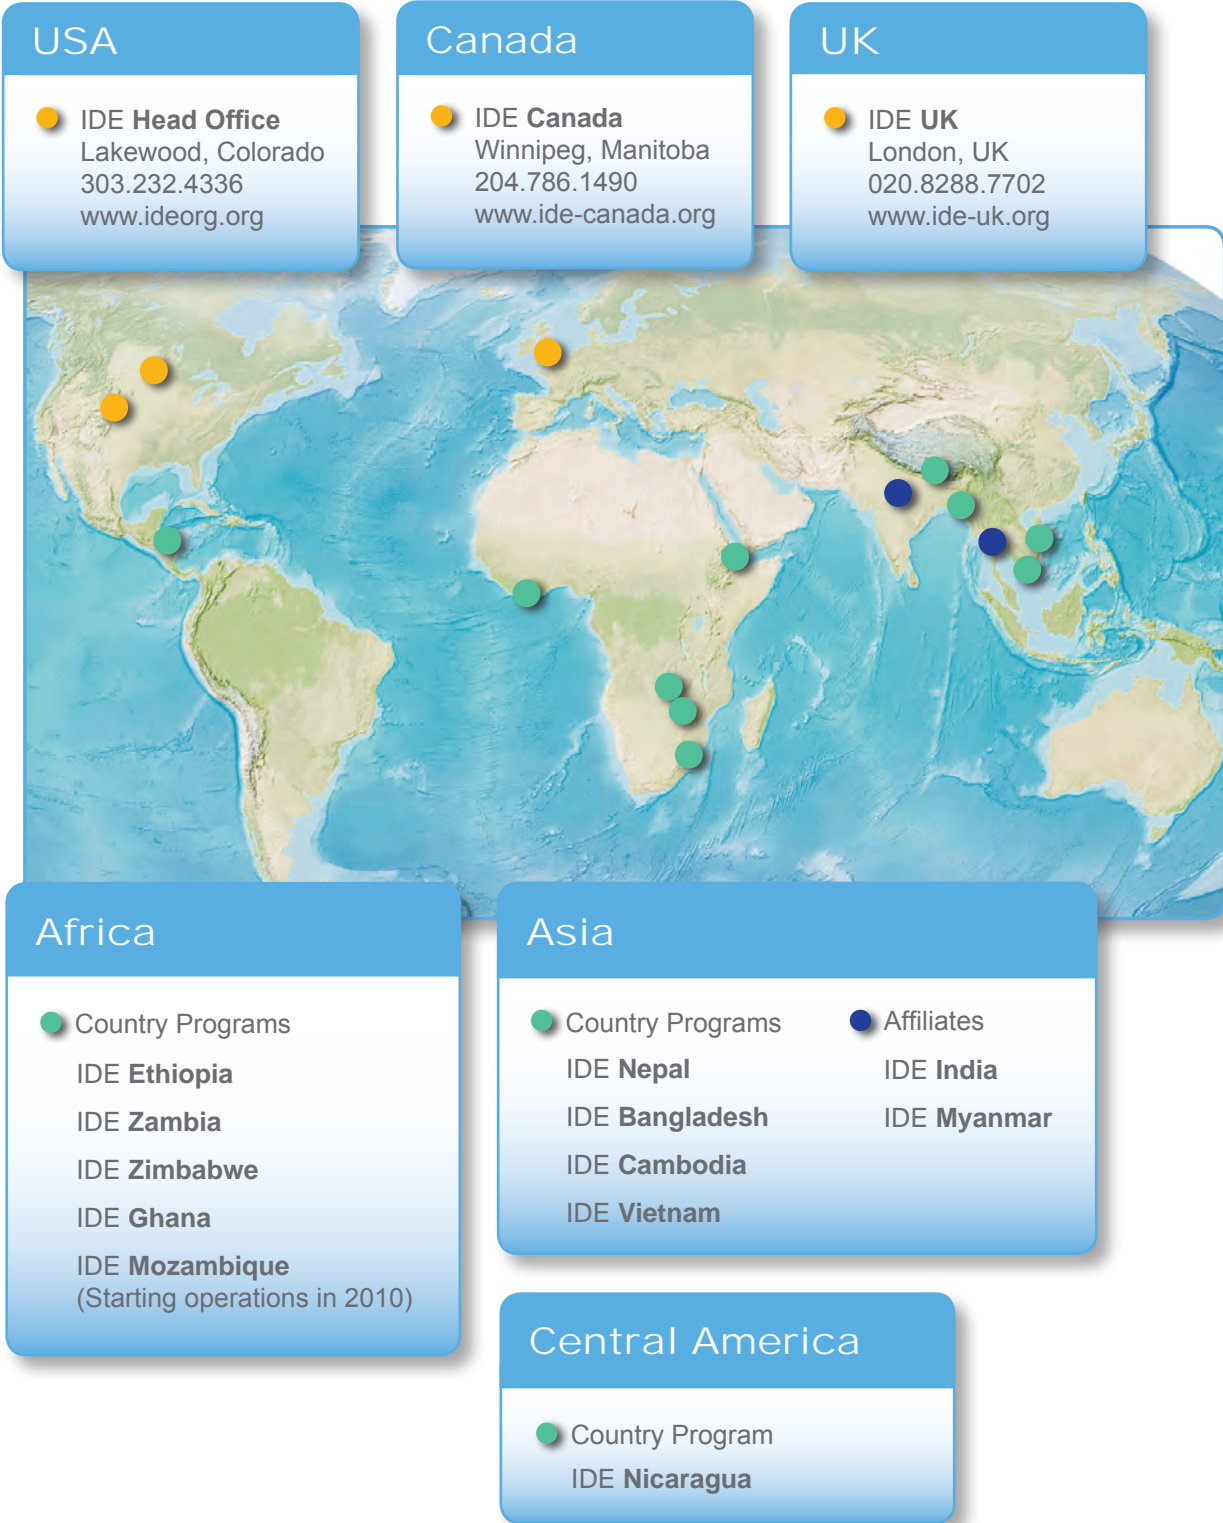 USA
IDE Head Office
Lakewood, Colorado
303.232.4336
www.ideorg.org
Canada
IDE Canada
Winnipeg, Manitoba
204.786.1490
www.ide-canada.org
UK
IDE UK
London, UK
020.8288.7702
www.ide-uk.org
Africa
Country Programs
IDE Ethiopia
IDE Zambia
IDE Zimbabwe
IDE Ghana
IDE Mozambique
(Starting operations in 2010)
Asia
Country Programs
IDE Nepal
IDE Bangladesh
IDE Cambodia
IDE Vietnam
Affiliates
IDE India
IDE Myanmar
Central America
Country Program
IDE Nicaragua